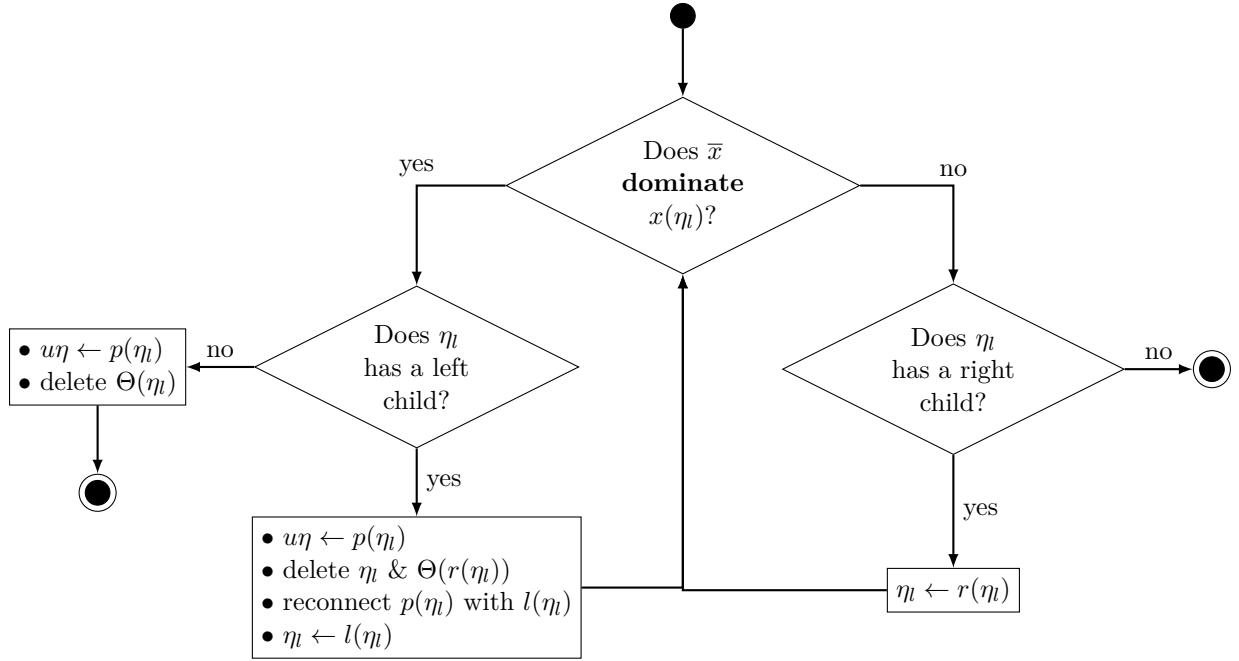 Does x̅
dominate
x(η_l)?
yes
no
Does η_l
has a left
child?
no
• uη ← p(η_l)
• delete Θ(η_l)
Does η_l
has a right
child?
no
yes
• uη ← p(η_l)
• delete η_l & Θ(r(η_l))
• reconnect p(η_l) with l(η_l)
• η_l ← l(η_l)
yes
η_l ← r(η_l)